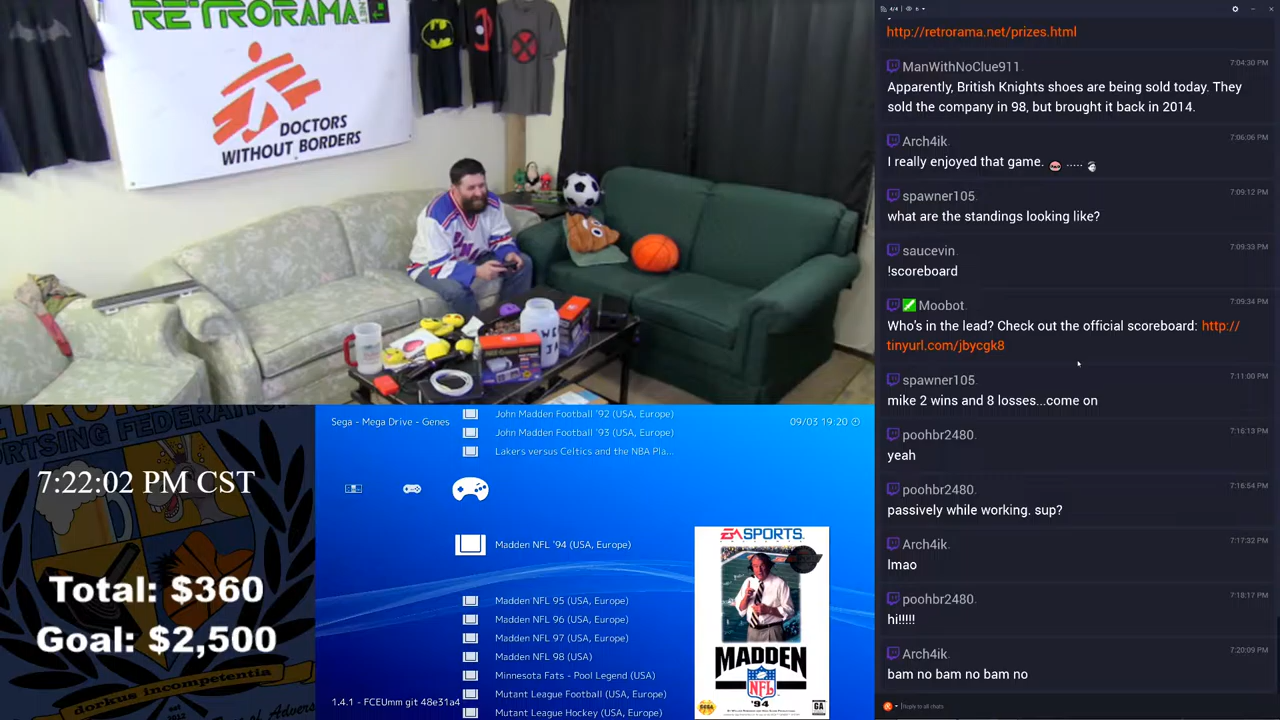 RETRORAMA
.NET
DOCTORS
WITHOUT BORDERS
7:22:02 PM CST
Total: $360
Goal: $2,500
dorkus incompetentia
Sega - Mega Drive - Genes
09/03 19:20
John Madden Football '92 (USA, Europe)
John Madden Football '93 (USA, Europe)
Lakers versus Celtics and the NBA Pla...
Madden NFL '94 (USA, Europe)
Madden NFL 95 (USA, Europe)
Madden NFL 96 (USA, Europe)
Madden NFL 97 (USA, Europe)
Madden NFL 98 (USA)
Minnesota Fats - Pool Legend (USA)
Mutant League Football (USA, Europe)
Mutant League Hockey (USA, Europe)
1.4.1 - FCEUmm git 48e31a4
EA SPORTS
MADDEN
NFL
'94
SEGA
GA
4/4
http://retrorama.net/prizes.html
ManWithNoClue911 7:04:30 PM
Apparently, British Knights shoes are being sold today. They
sold the company in 98, but brought it back in 2014.
Arch4ik 7:06:06 PM
I really enjoyed that game. .....
spawner105 7:09:12 PM
what are the standings looking like?
saucevin 7:09:33 PM
!scoreboard
Moobot 7:09:34 PM
Who's in the lead? Check out the official scoreboard: http://
tinyurl.com/jbycgk8
spawner105 7:11:00 PM
mike 2 wins and 8 losses...come on
poohbr2480 7:16:13 PM
yeah
poohbr2480 7:16:54 PM
passively while working. sup?
Arch4ik 7:17:32 PM
lmao
poohbr2480 7:18:17 PM
hi!!!!!
Arch4ik 7:20:09 PM
bam no bam no bam no
Reply to all chats